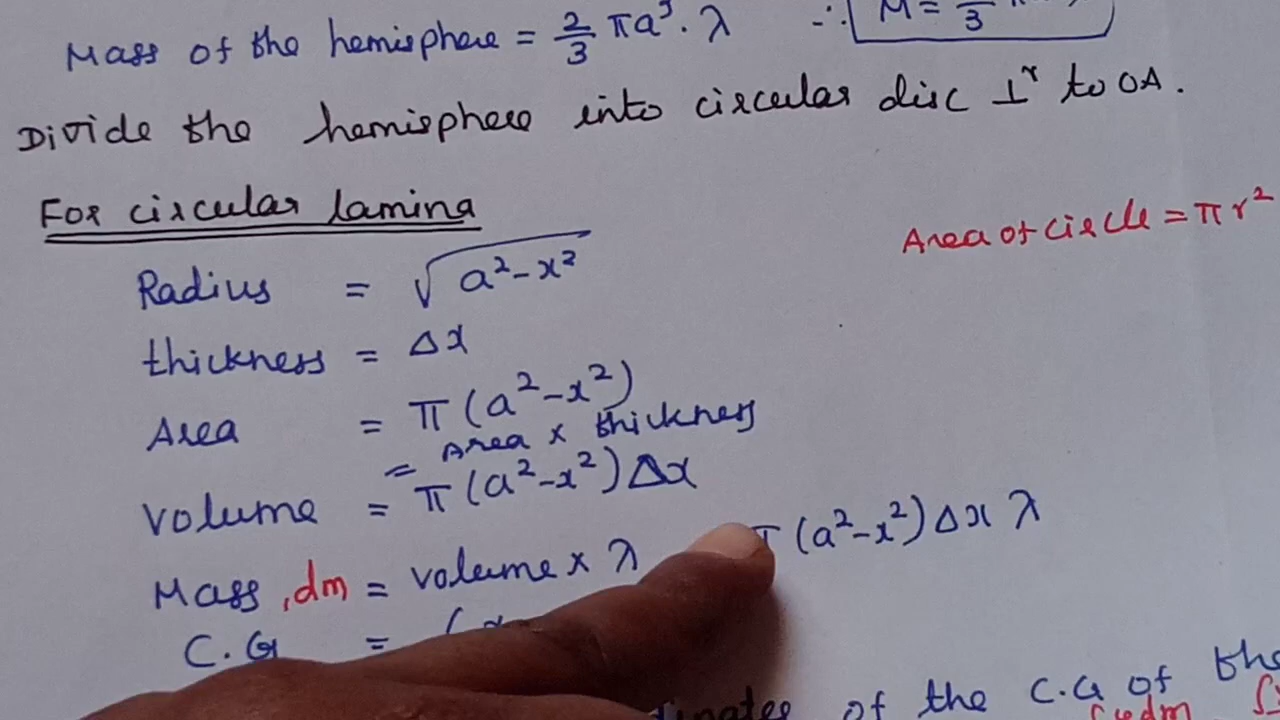 Mass of the hemisphere = 2/3 πa³. λ ∴ M = /3
Divide the hemisphere into circular disc ⊥ʳ to OA.
For circular lamina
Area of circle = πr²
Radius = √(a²-x²)
thickness = Δx
Area = π(a²-x²)
= Area x thickness
Volume = π(a²-x²)Δx
Mass, dm = volume x λ π(a²-x²)Δx λ
C.G =
of the C.G of the